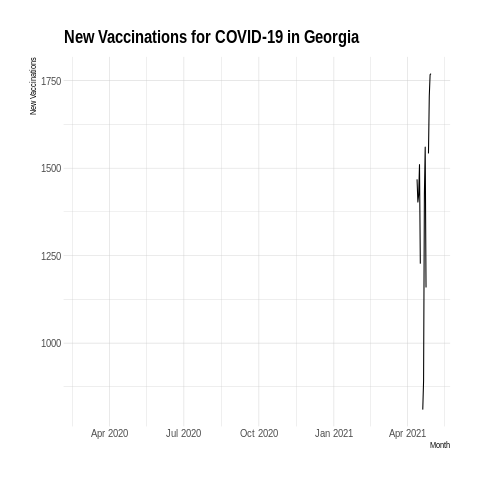 New Vaccinations for COVID-19 in Georgia
New Vaccinations
1750
1500
1250
1000
Apr 2020 Jul 2020 Oct 2020 Jan 2021 Apr 2021
Month